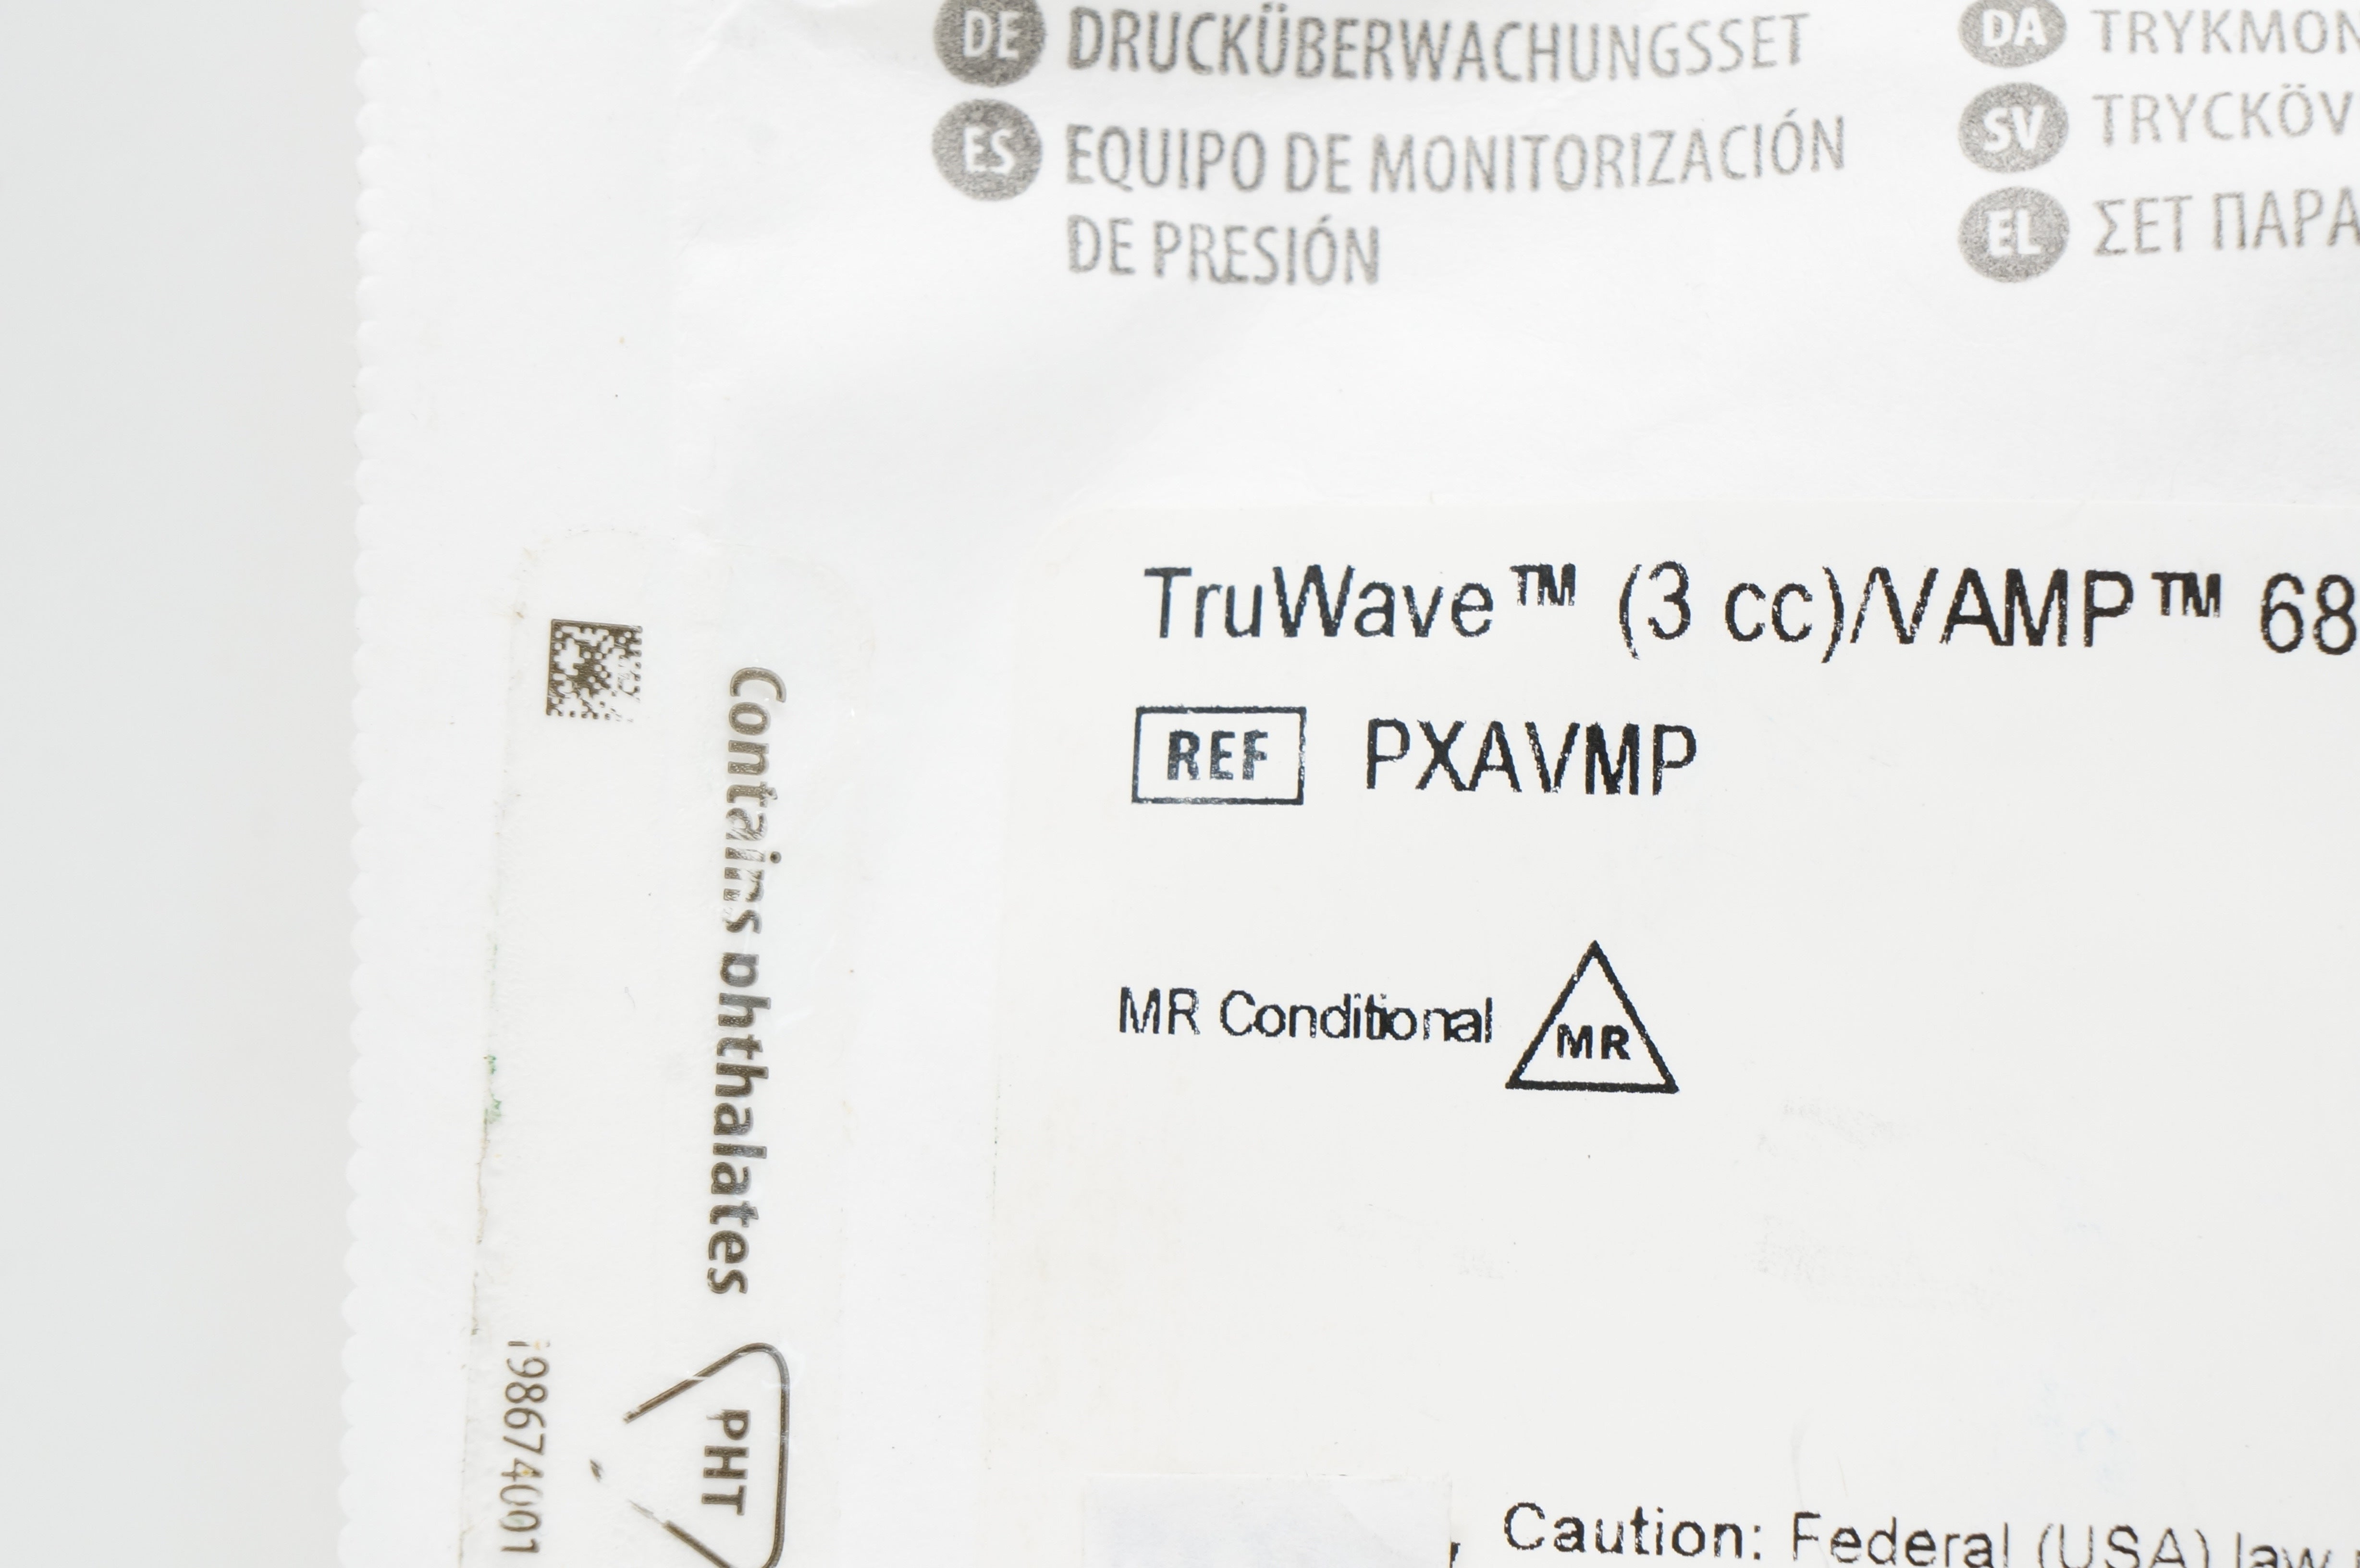 DE DRUCKÜBERWACHUNGSSET
ES EQUIPO DE MONITORIZACIÓN
DE PRESIÓN
DA TRYKMON
SV TRYCKÖV
EL ΣΕΤ ΠΑΡΑ
TruWave™ (3 cc)/VAMP™ 68
REF PXAVMP
MR Conditional MR
Caution: Federal (USA) law
Contains phthalates
PHT
198674001